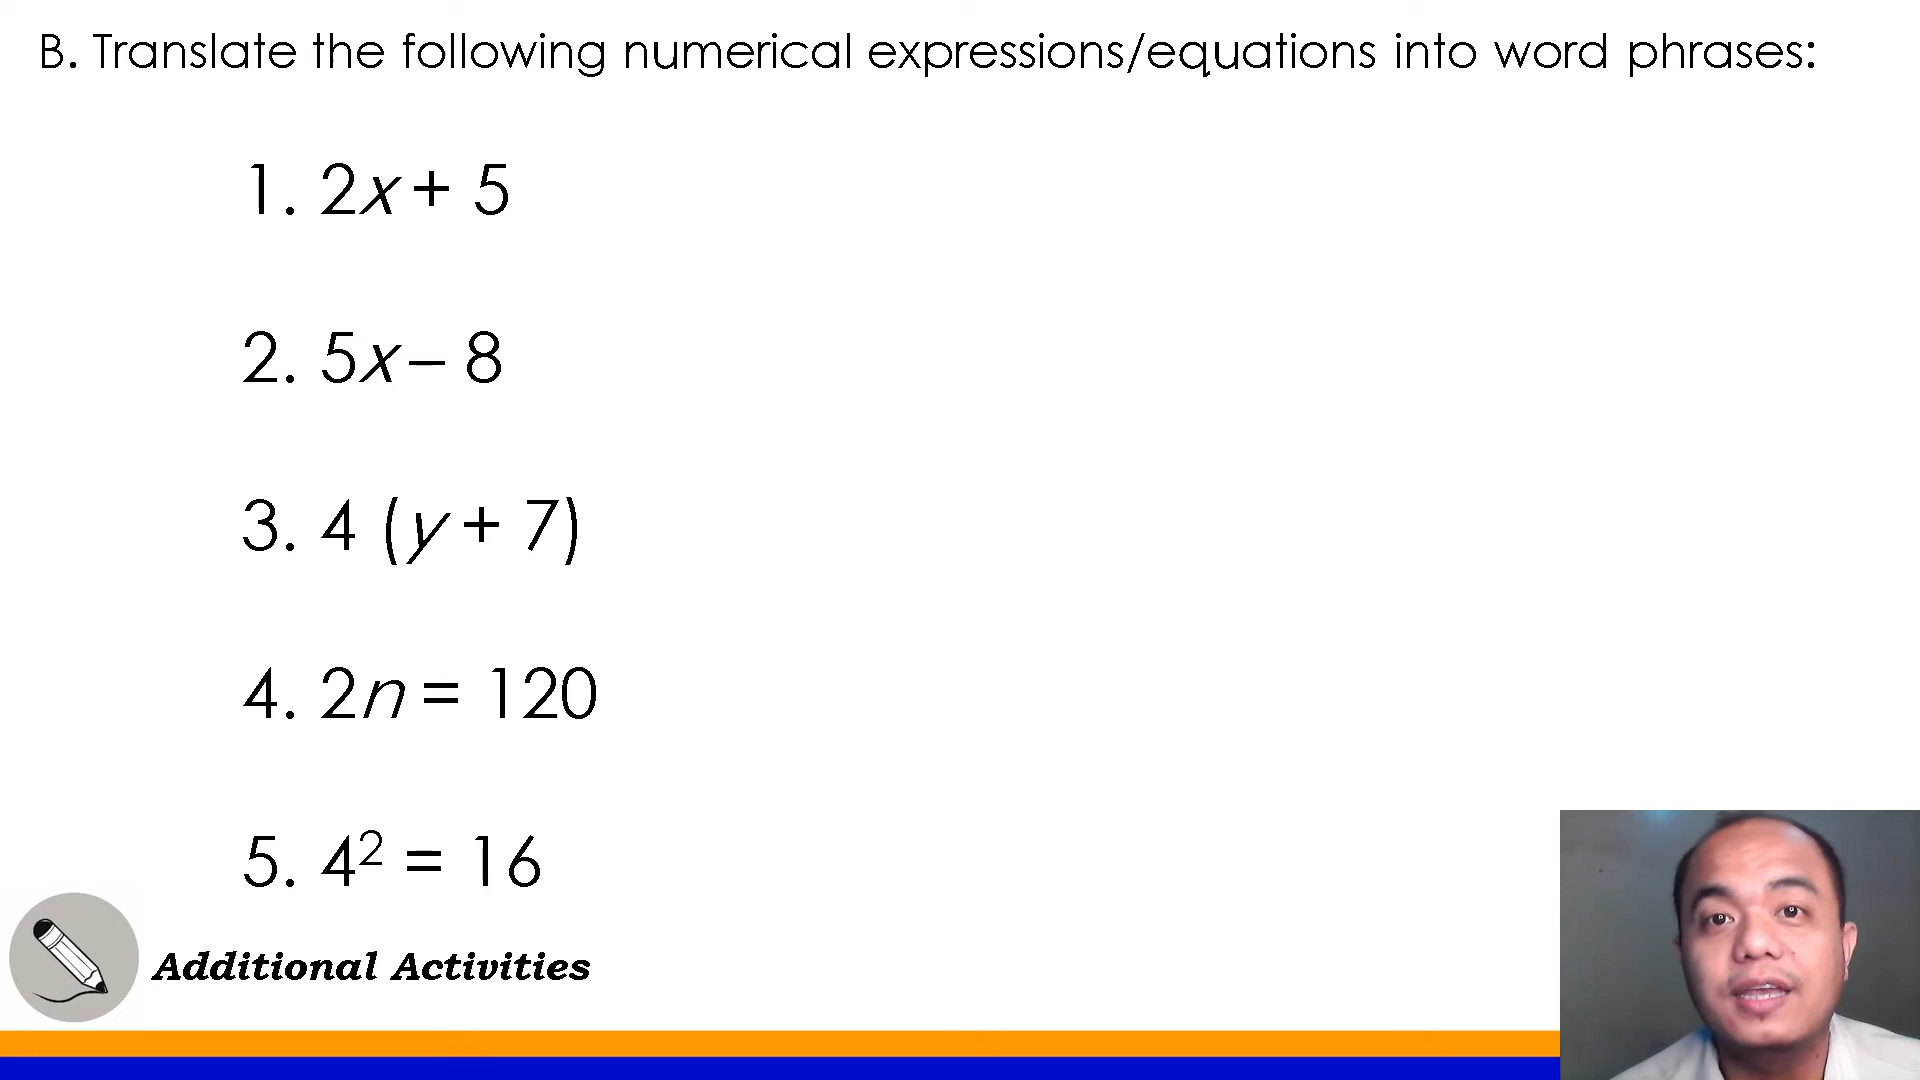 B. Translate the following numerical expressions/equations into word phrases:
1. 2x + 5
2. 5x – 8
3. 4 (y + 7)
4. 2n = 120
5. 4² = 16
Additional Activities